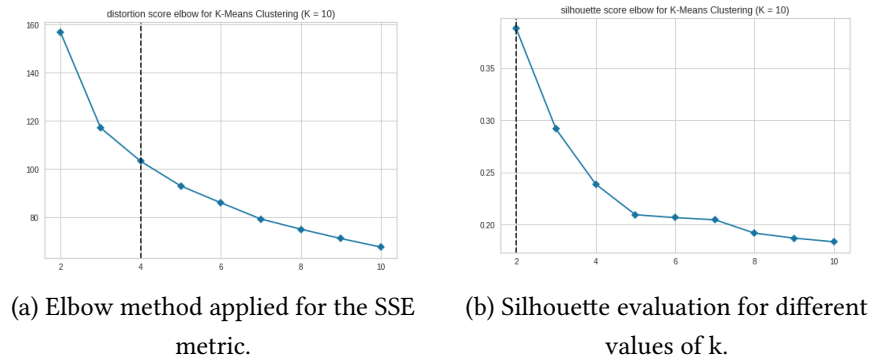 distortion score elbow for K-Means Clustering (K = 10)
160
140
120
100
80
2 4 6 8 10
(a) Elbow method applied for the SSE
metric.
silhouette score elbow for K-Means Clustering (K = 10)
0.35
0.30
0.25
0.20
2 4 6 8 10
(b) Silhouette evaluation for different
values of k.